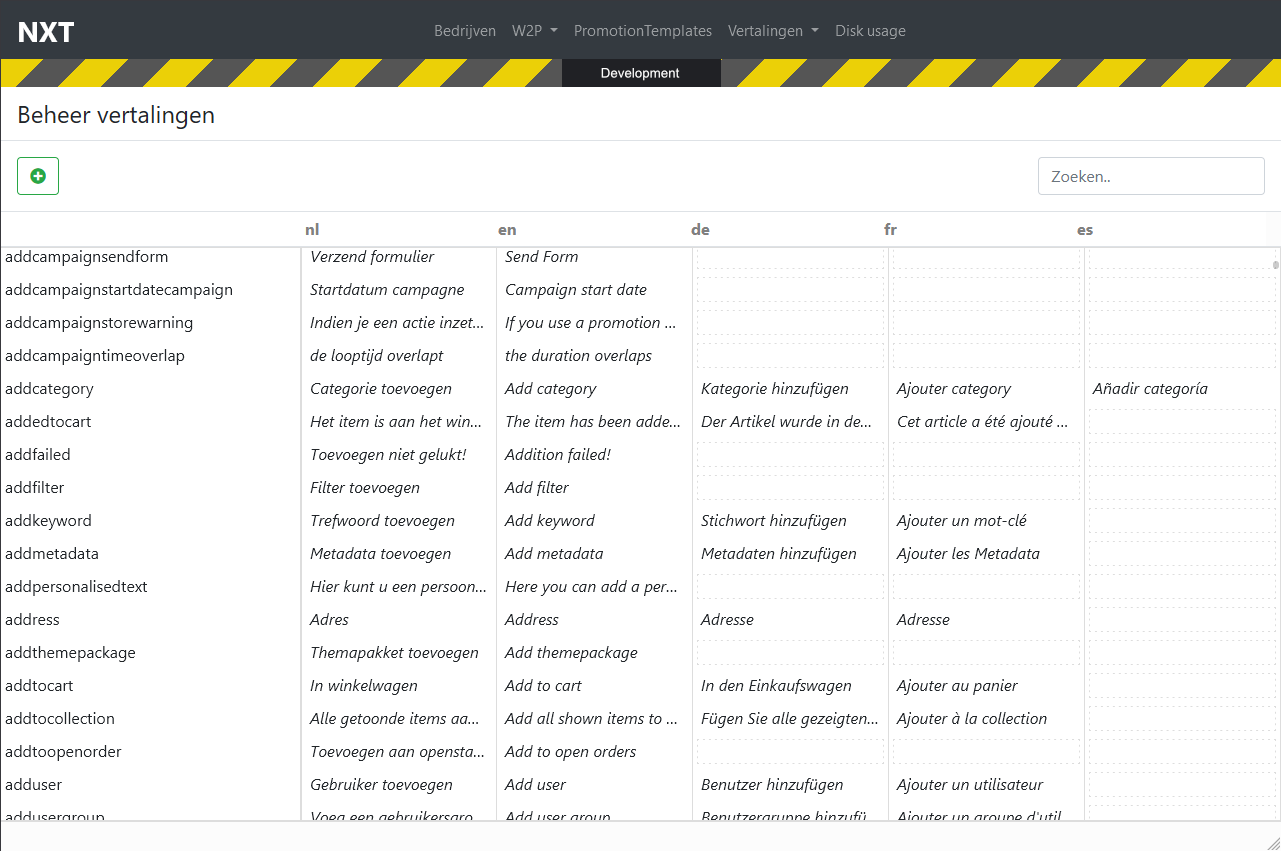 NXT Bedrijven W2P PromotionTemplates Vertalingen Disk usage
Development
Beheer vertalingen
Zoeken..
nl en de fr es
addcampaignsendform Verzend formulier Send Form
addcampaignstartdatecampaign Startdatum campagne Campaign start date
addcampaignstorewarning Indien je een actie inzet... If you use a promotion ...
addcampaigntimeoverlap de looptijd overlapt the duration overlaps
addcategory Categorie toevoegen Add category Kategorie hinzufügen Ajouter category Añadir categoría
addedtocart Het item is aan het win... The item has been adde... Der Artikel wurde in de... Cet article a été ajouté ...
addfailed Toevoegen niet gelukt! Addition failed!
addfilter Filter toevoegen Add filter
addkeyword Trefwoord toevoegen Add keyword Stichwort hinzufügen Ajouter un mot-clé
addmetadata Metadata toevoegen Add metadata Metadaten hinzufügen Ajouter les Metadata
addpersonalisedtext Hier kunt u een persoon... Here you can add a per...
address Adres Address Adresse Adresse
addthemepackage Themapakket toevoegen Add themepackage
addtocart In winkelwagen Add to cart In den Einkaufswagen Ajouter au panier
addtocollection Alle getoonde items aa... Add all shown items to ... Fügen Sie alle gezeigten... Ajouter à la collection
addtoopenorder Toevoegen aan opensta... Add to open orders
adduser Gebruiker toevoegen Add user Benutzer hinzufügen Ajouter un utilisateur
addusergroup Voeg een gebruikersgro... Add user group Benutzergruppe hinzufü... Ajouter un groupe d'util...